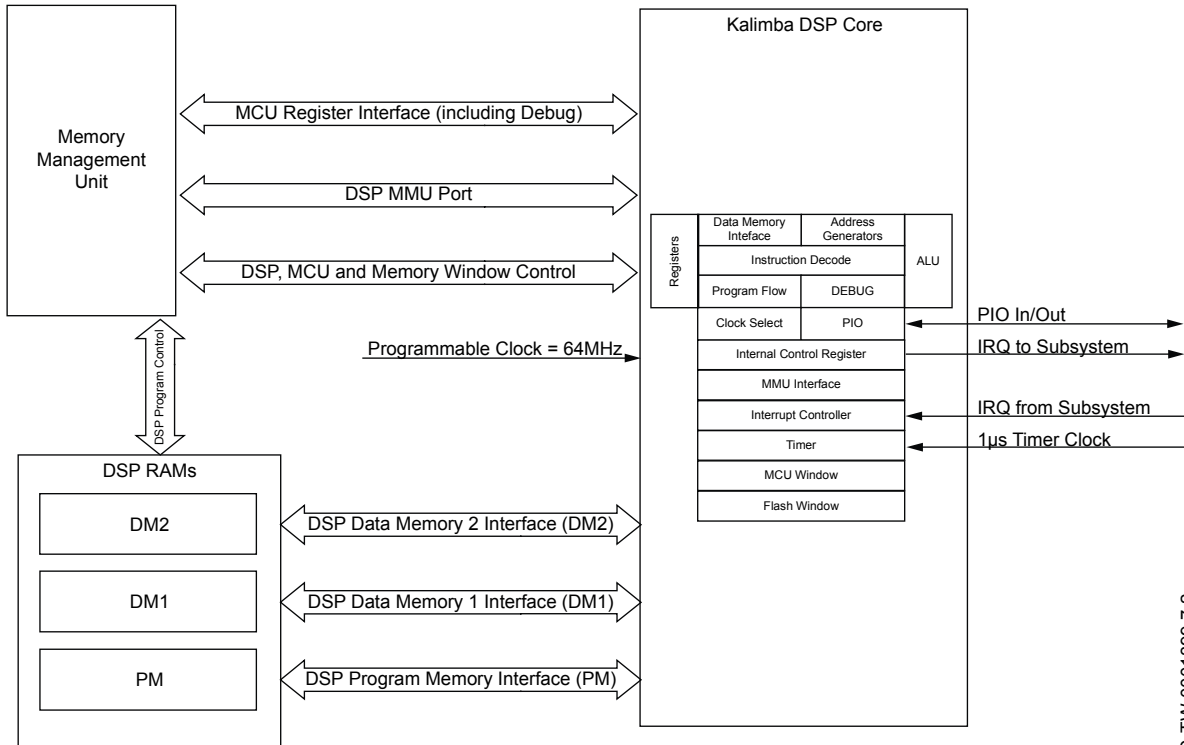 Kalimba DSP Core
Memory
Management
Unit
MCU Register Interface (including Debug)
DSP MMU Port
DSP, MCU and Memory Window Control
Registers
Data Memory
Inteface
Address
Generators
ALU
Instruction Decode
Program Flow
DEBUG
Clock Select
PIO
PIO In/Out
Programmable Clock = 64MHz
Internal Control Register
IRQ to Subsystem
MMU Interface
Interrupt Controller
IRQ from Subsystem
Timer
1µs Timer Clock
MCU Window
Flash Window
DSP Program Control
DSP RAMs
DM2
DSP Data Memory 2 Interface (DM2)
DM1
DSP Data Memory 1 Interface (DM1)
PM
DSP Program Memory Interface (PM)